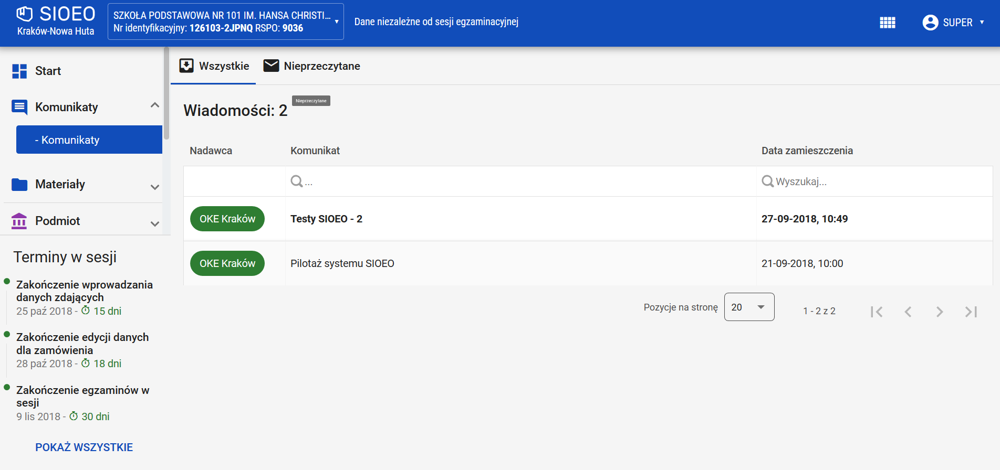 SIOEO
Kraków-Nowa Huta
SZKOŁA PODSTAWOWA NR 101 IM. HANSA CHRISTI...
Nr identyfikacyjny: 126103-2JPNQ RSPO: 9036
Dane niezależne od sesji egzaminacyjnej
SUPER
Start
Komunikaty
- Komunikaty
Materiały
Podmiot
Terminy w sesji
Zakończenie wprowadzania
danych zdających
25 paź 2018 - 15 dni
Zakończenie edycji danych
dla zamówienia
28 paź 2018 - 18 dni
Zakończenie egzaminów w
sesji
9 lis 2018 - 30 dni
POKAŻ WSZYSTKIE
Wszystkie
Nieprzeczytane
Wiadomości: 2
Nieprzeczytane
Nadawca Komunikat Data zamieszczenia
... Wyszukaj...
OKE Kraków Testy SIOEO - 2 27-09-2018, 10:49
OKE Kraków Pilotaż systemu SIOEO 21-09-2018, 10:00
Pozycje na stronę 20 1 - 2 z 2